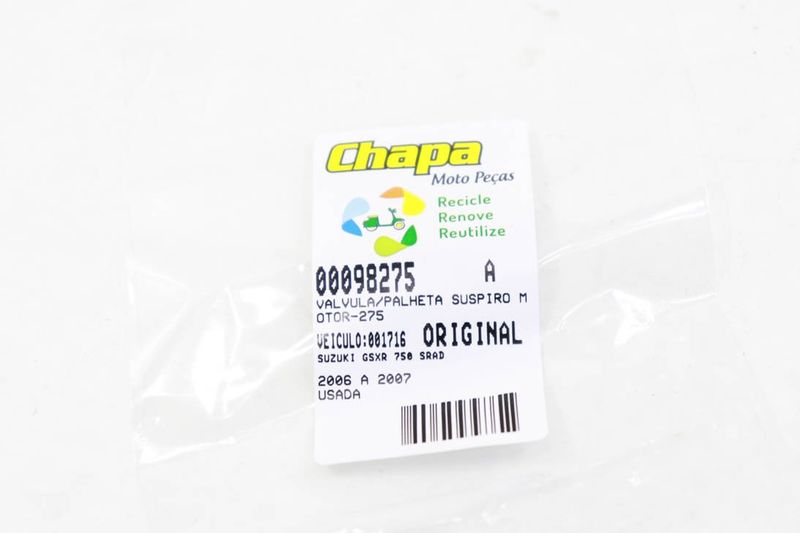 Chapa
Moto Peças
Recicle
Renove
Reutilize
00098275 A
VALVULA/PALHETA SUSPIRO M
OTOR-275
VEICULO:001716 ORIGINAL
SUZUKI GSXR 750 SRAD
2006 A 2007
USADA